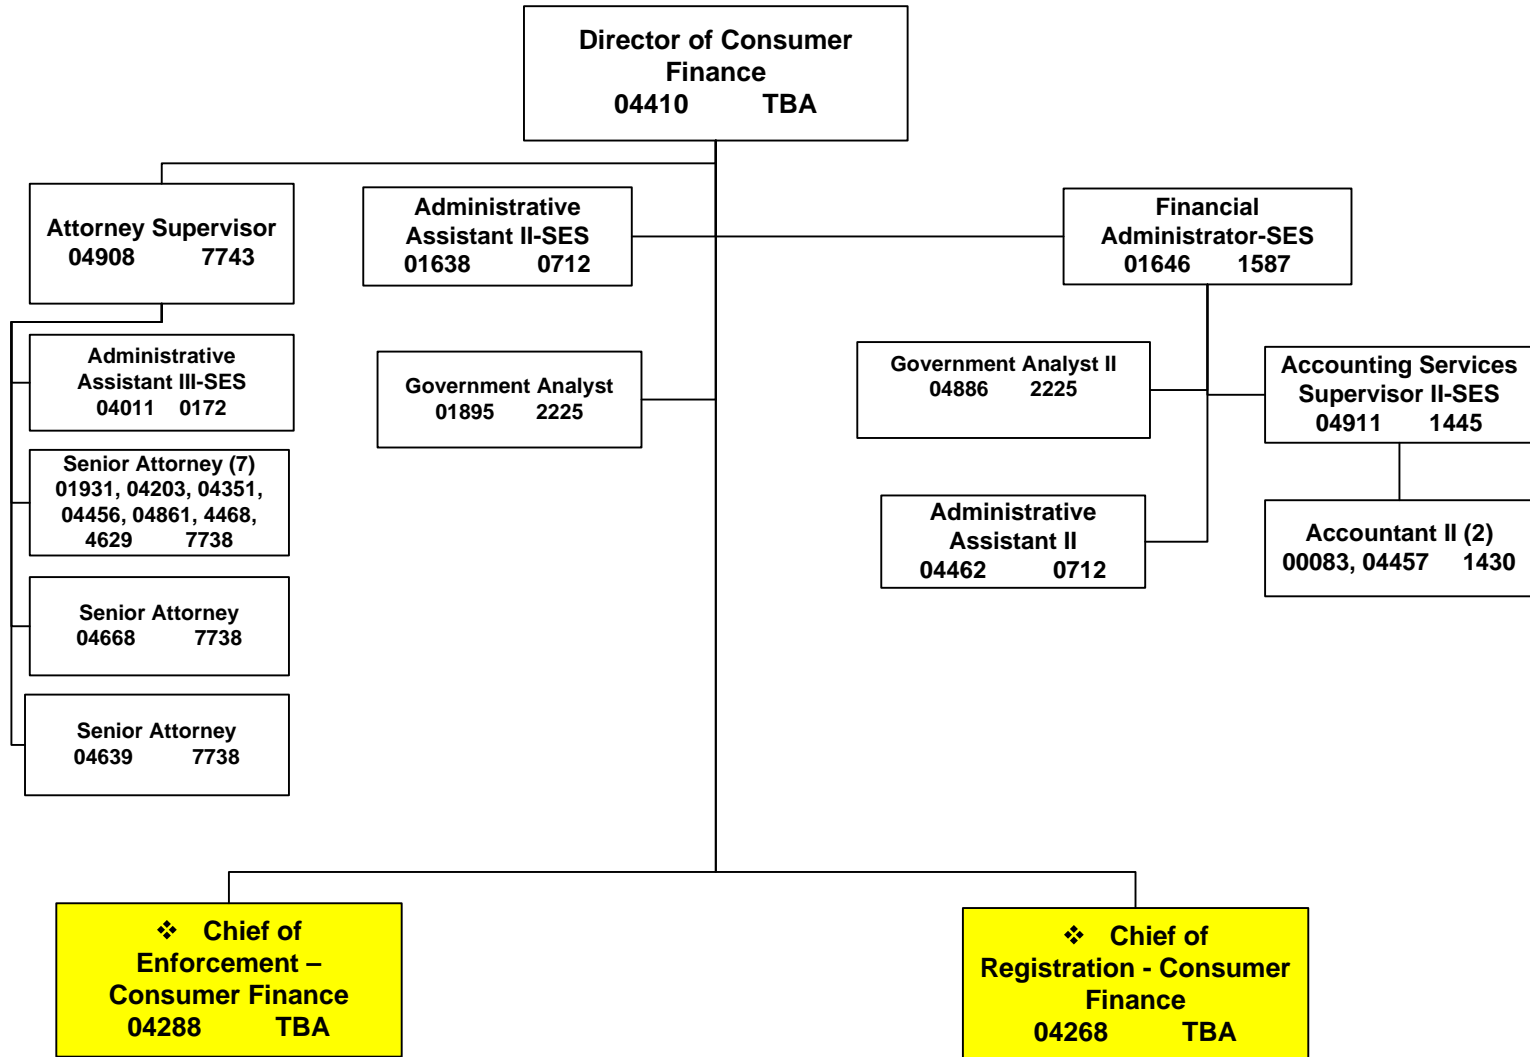 Director of Consumer
Finance
04410 TBA
Attorney Supervisor
04908 7743
Administrative
Assistant II-SES
01638 0712
Financial
Administrator-SES
01646 1587
Administrative
Assistant III-SES
04011 0172
Government Analyst
01895 2225
Government Analyst II
04886 2225
Accounting Services
Supervisor II-SES
04911 1445
Senior Attorney (7)
01931, 04203, 04351,
04456, 04861, 4468,
4629 7738
Administrative
Assistant II
04462 0712
Accountant II (2)
00083, 04457 1430
Senior Attorney
04668 7738
Senior Attorney
04639 7738
❖ Chief of
Enforcement –
Consumer Finance
04288 TBA
❖ Chief of
Registration - Consumer
Finance
04268 TBA